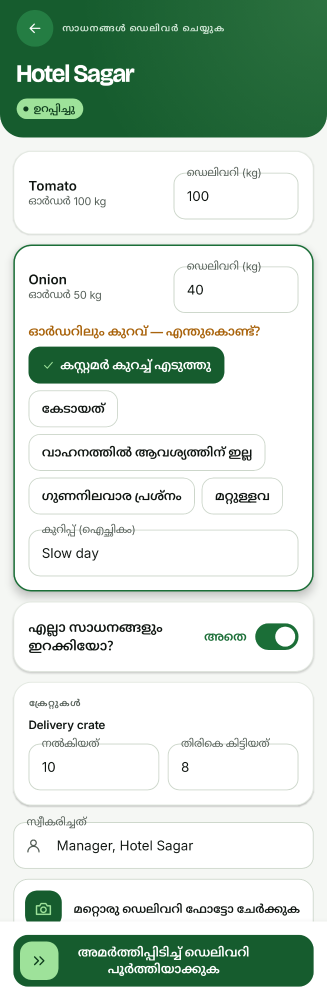 സാധനങ്ങൾ ഡെലിവർ ചെയ്യുക
Hotel Sagar
ഉറപ്പിച്ചു
ഡെലിവറി (kg)
Tomato
100
ഓർഡർ 100 kg
ഡെലിവറി (kg)
Onion
40
ഓർഡർ 50 kg
ഓർഡറിലും കുറവ് — എന്തുകൊണ്ട്?
കസ്റ്റമർ കുറച്ച് എടുത്തു
കേടായത്
വാഹനത്തിൽ ആവശ്യത്തിന് ഇല്ല
ഗുണനിലവാര പ്രശ്നം
മറ്റുള്ളവ
കുറിപ്പ് (ഐച്ഛികം)
Slow day
എല്ലാ സാധനങ്ങളും
ഇറക്കിയോ?
അതെ
ക്രേറ്റുകൾ
Delivery crate
നൽകിയത്
തിരികെ കിട്ടിയത്
10
8
സ്വീകരിച്ചത്
Manager, Hotel Sagar
മറ്റൊരു ഡെലിവറി ഫോട്ടോ ചേർക്കുക
അമർത്തിപ്പിടിച്ച് ഡെലിവറി
പൂർത്തിയാക്കുക